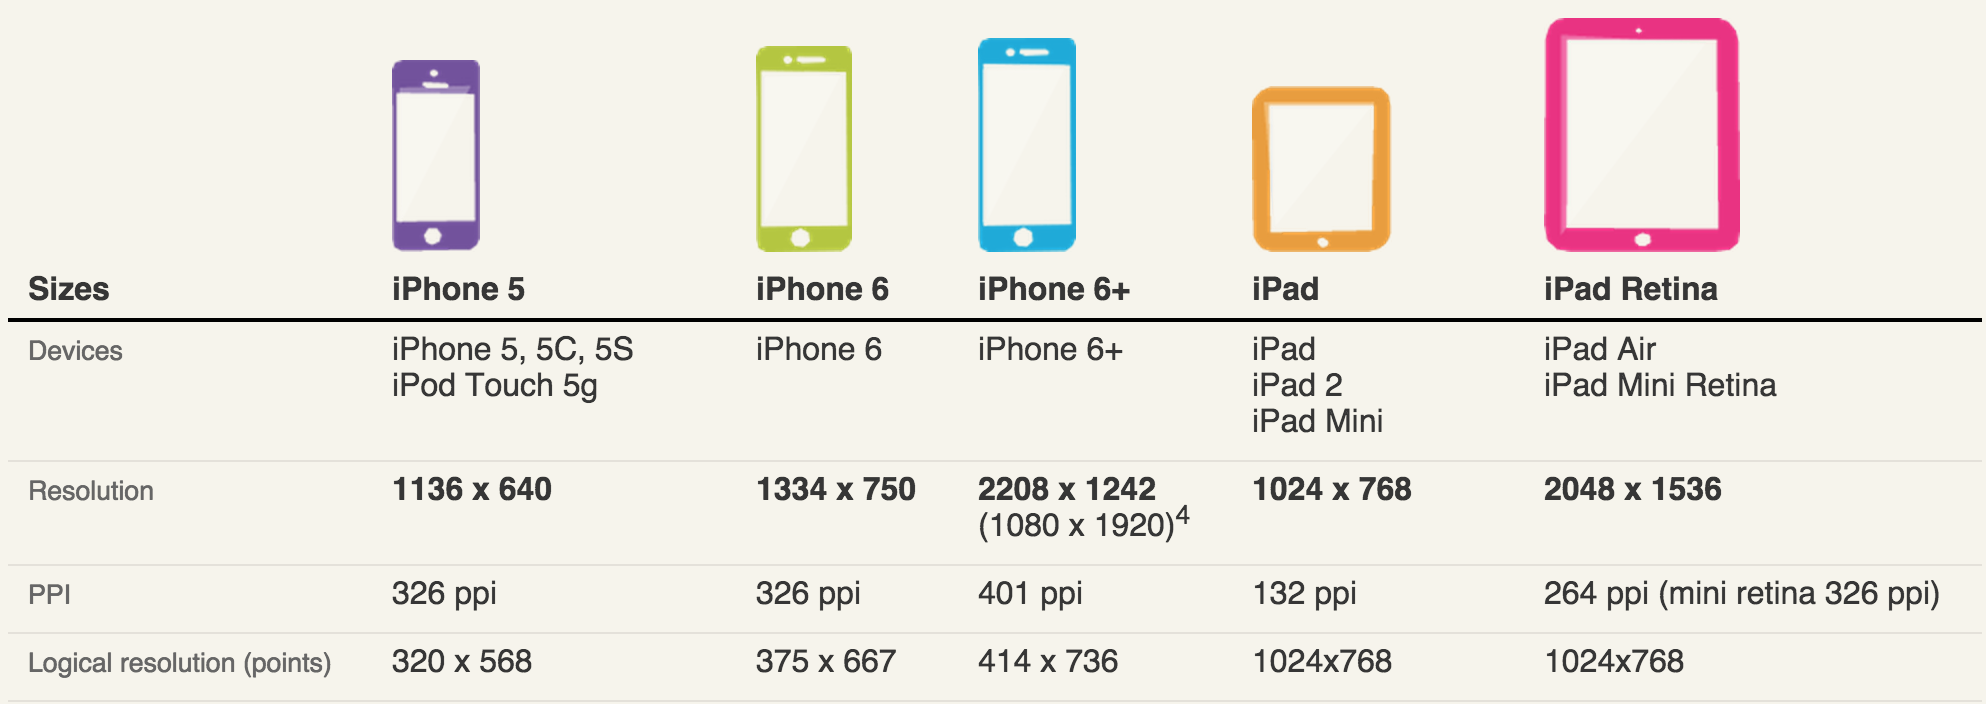 Sizes iPhone 5 iPhone 6 iPhone 6+ iPad iPad Retina
Devices iPhone 5, 5C, 5S iPhone 6 iPhone 6+ iPad iPad Air
iPod Touch 5g iPad 2 iPad Mini Retina
iPad Mini
Resolution 1136 x 640 1334 x 750 2208 x 1242 1024 x 768 2048 x 1536
(1080 x 1920)4
PPI 326 ppi 326 ppi 401 ppi 132 ppi 264 ppi (mini retina 326 ppi)
Logical resolution (points) 320 x 568 375 x 667 414 x 736 1024x768 1024x768